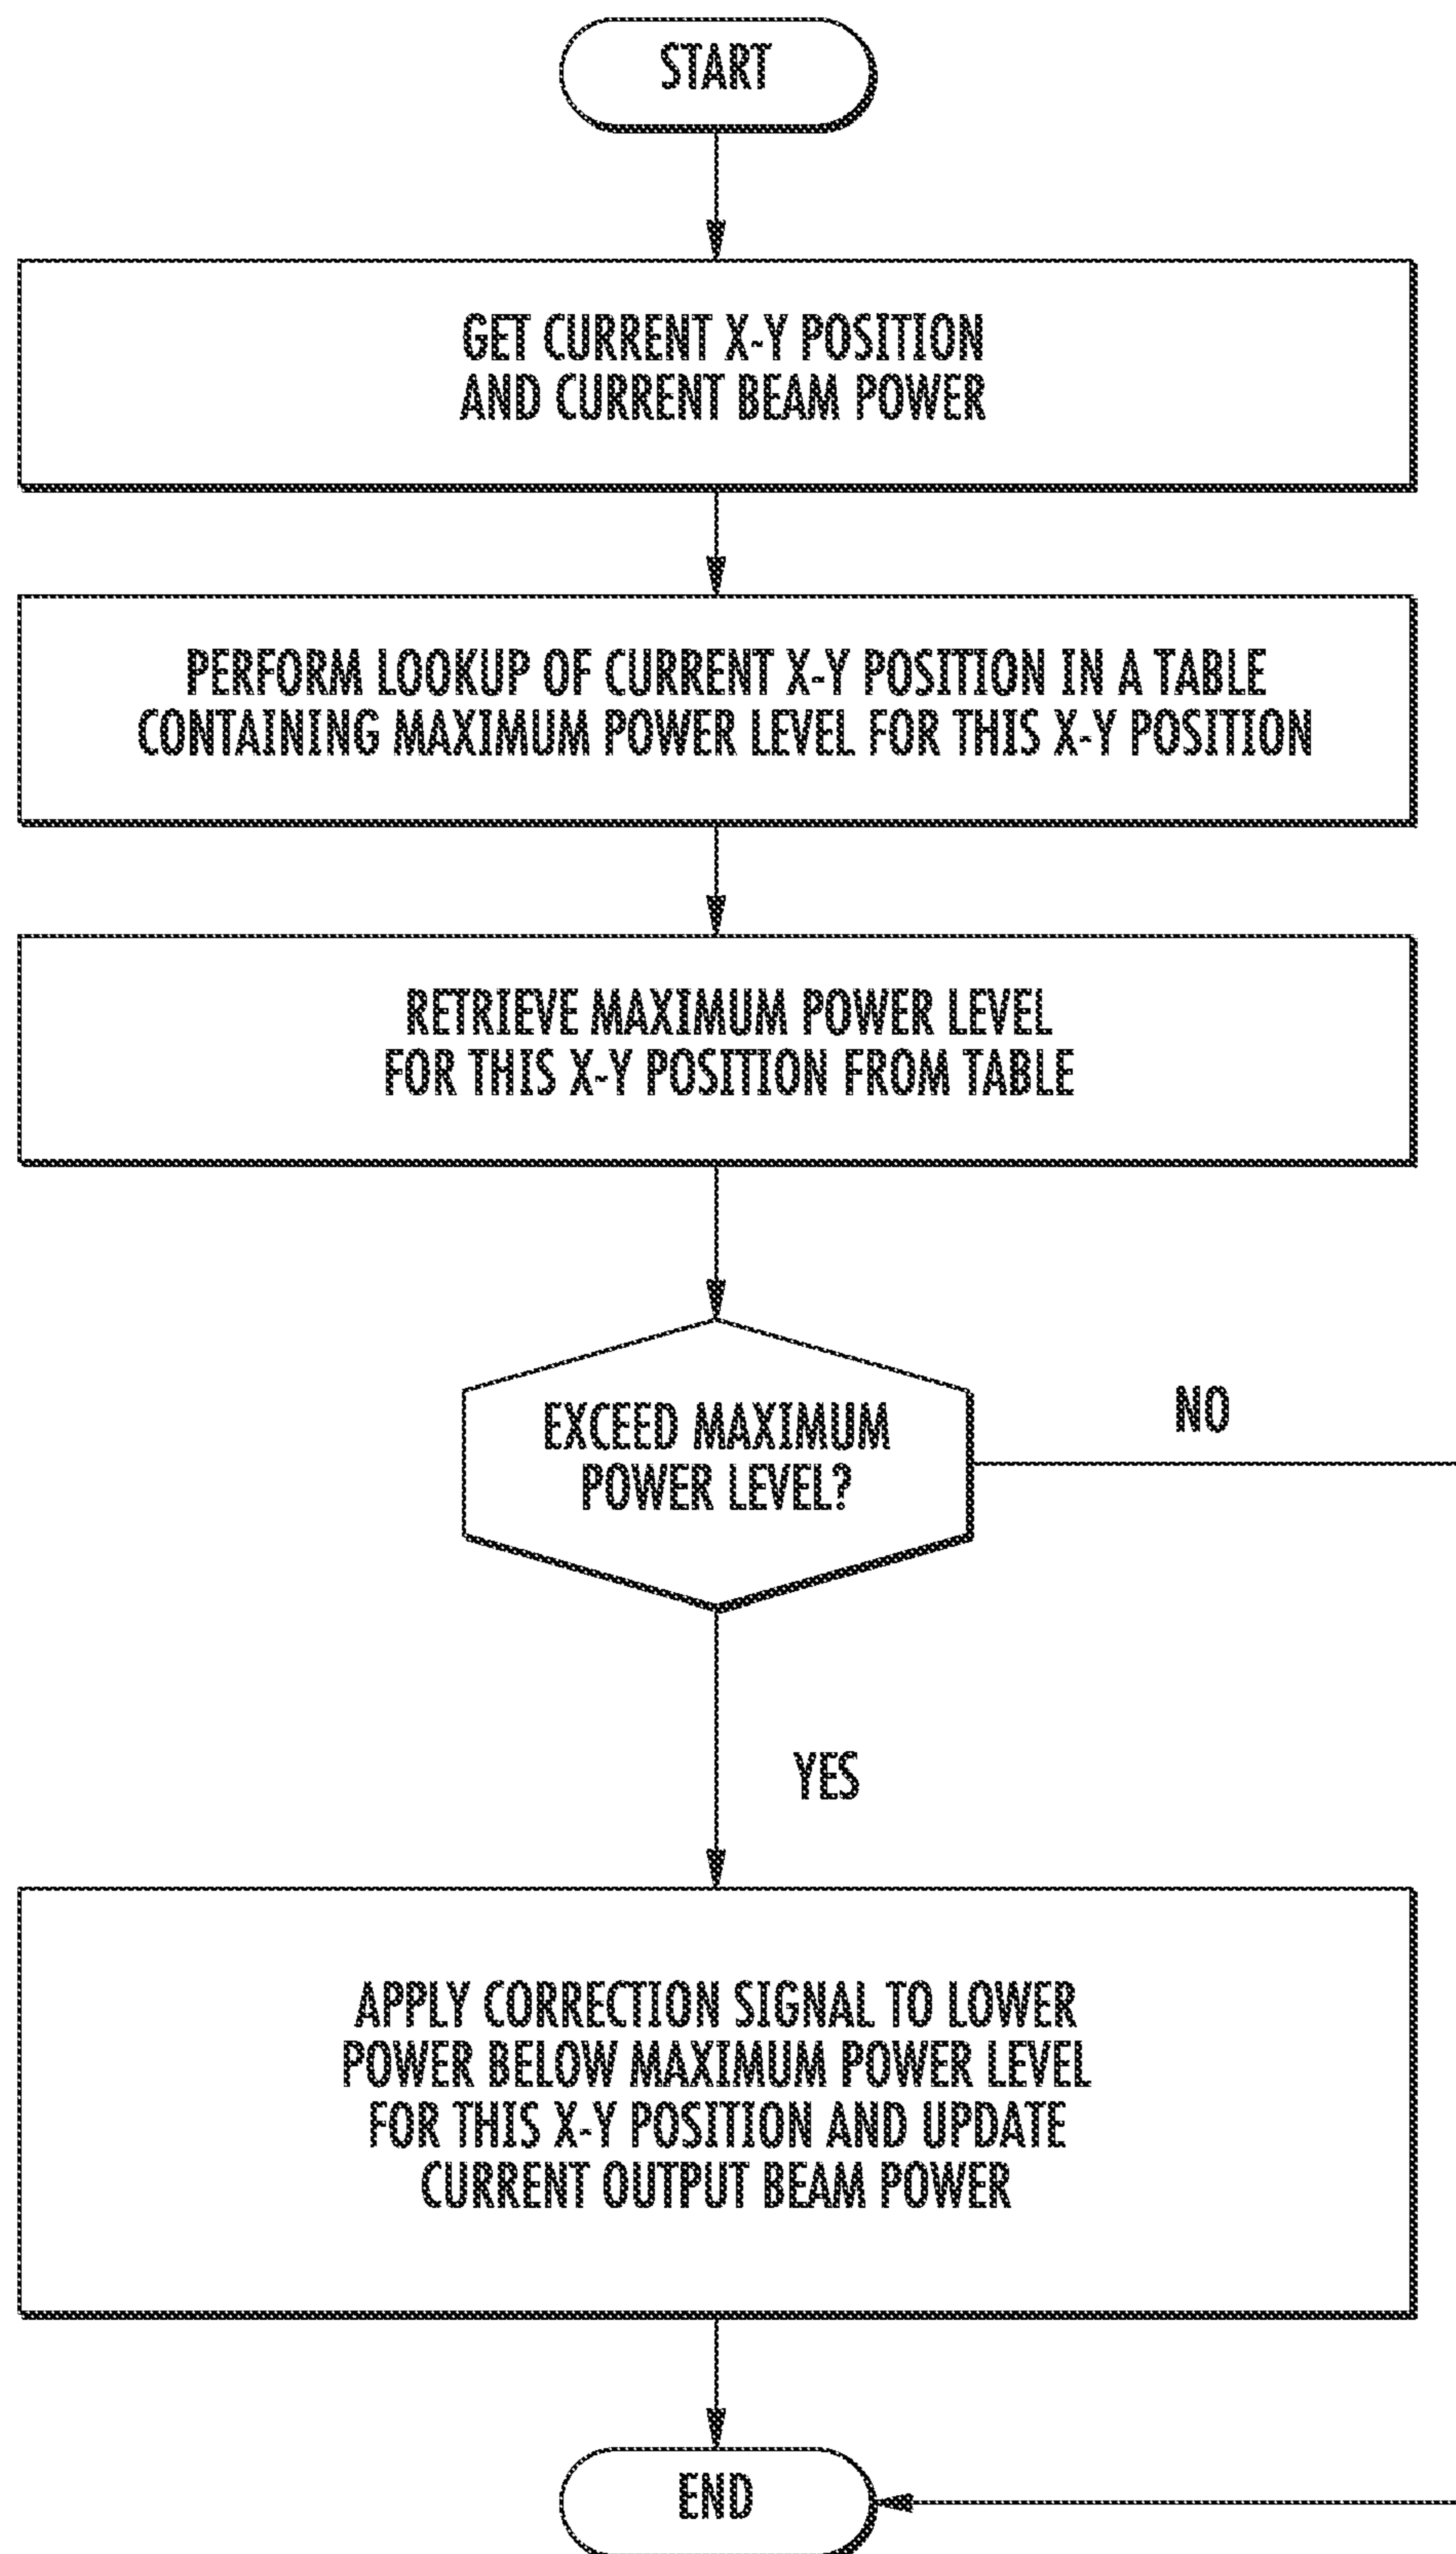 START
GET CURRENT X-Y POSITION
AND CURRENT BEAM POWER
PERFORM LOOKUP OF CURRENT X-Y POSITION IN A TABLE
CONTAINING MAXIMUM POWER LEVEL FOR THIS X-Y POSITION
RETRIEVE MAXIMUM POWER LEVEL
FOR THIS X-Y POSITION FROM TABLE
EXCEED MAXIMUM
POWER LEVEL?
NO
YES
APPLY CORRECTION SIGNAL TO LOWER
POWER BELOW MAXIMUM POWER LEVEL
FOR THIS X-Y POSITION AND UPDATE
CURRENT OUTPUT BEAM POWER
END